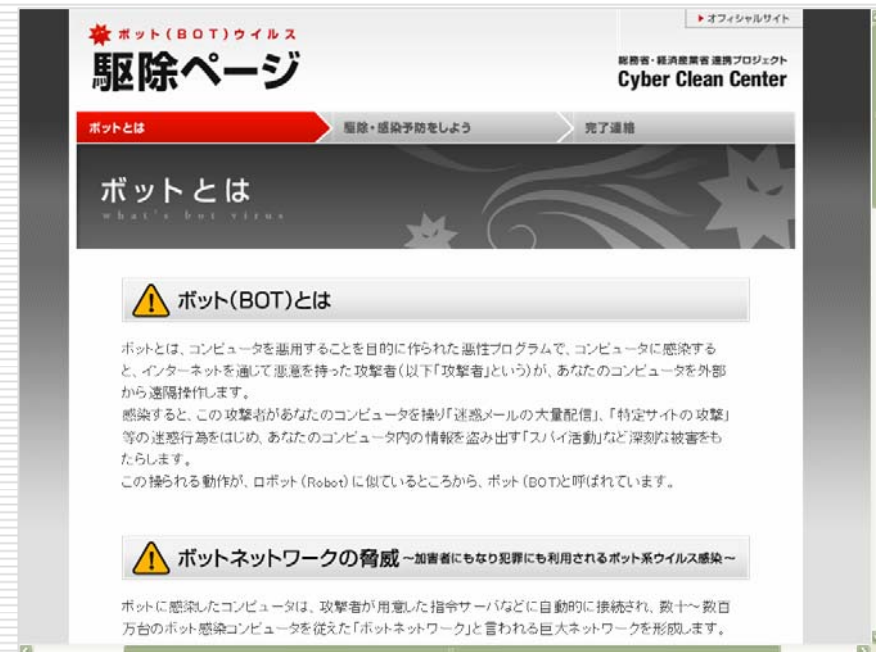 ▶オフィシャルサイト
ボット(BOT)ウイルス
駆除ページ
総務省・経済産業省 連携プロジェクト
Cyber Clean Center
ボットとは
駆除・感染予防をしよう
完了連絡
ボットとは
what's bot virus
ボット(BOT)とは
ボットとは、コンピュータを悪用することを目的に作られた悪性プログラムで、コンピュータに感染する
と、インターネットを通じて悪意を持った攻撃者(以下「攻撃者」という)が、あなたのコンピュータを外部
から遠隔操作します。
感染すると、この攻撃者があなたのコンピュータを操り「迷惑メールの大量配信」、「特定サイトの攻撃」
等の迷惑行為をはじめ、あなたのコンピュータ内の情報を盗み出す「スパイ活動」など深刻な被害をも
たらします。
この操られる動作が、ロボット(Robot)に似ているところから、ボット(BOT)と呼ばれています。
ボットネットワークの脅威 ~加害者にもなり犯罪にも利用されるボット系ウイルス感染~
ボットに感染したコンピュータは、攻撃者が用意した指令サーバなどに自動的に接続され、数十~数百
万台のボット感染コンピュータを従えた「ボットネットワーク」と言われる巨大ネットワークを形成します。